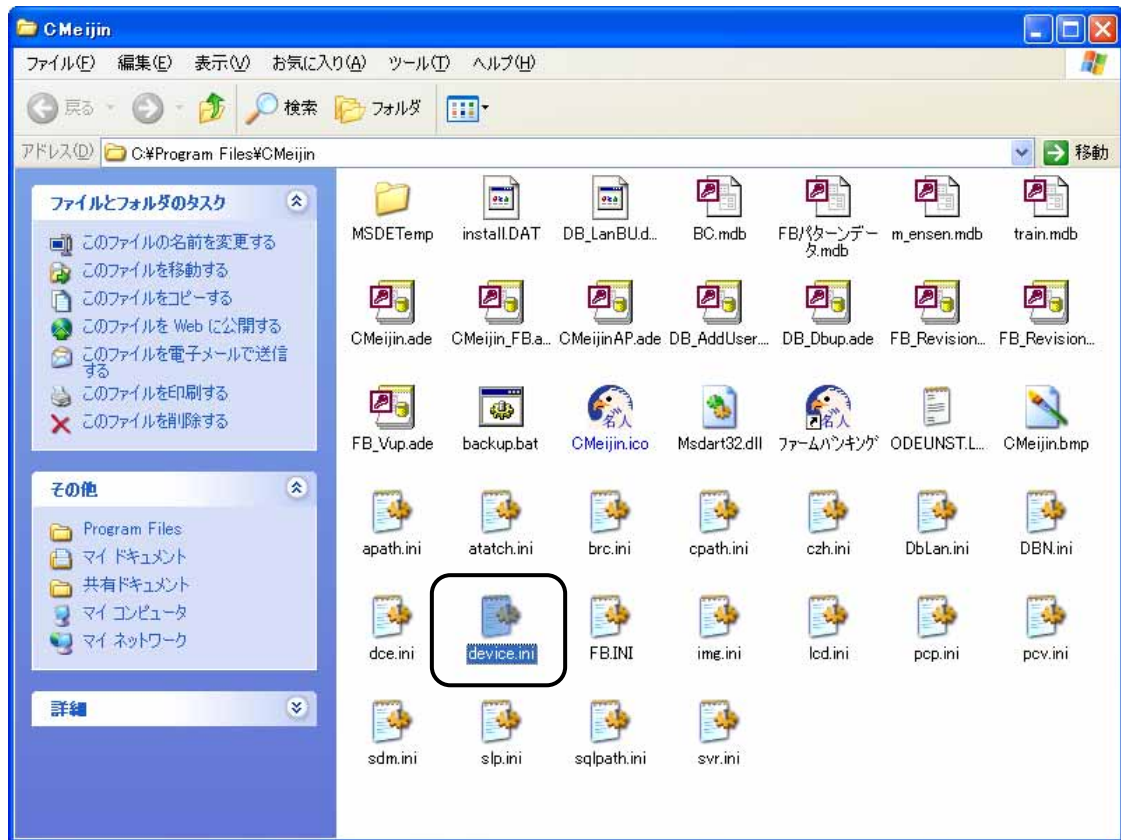 CMeijin
ファイル(F) 編集(E) 表示(V) お気に入り(A) ツール(T) ヘルプ(H)
戻る 検索 フォルダ
アドレス(D) C:¥Program Files¥CMeijin 移動
ファイルとフォルダのタスク
このファイルの名前を変更する
このファイルを移動する
このファイルをコピーする
このファイルを Web に公開する
このファイルを電子メールで送信
する
このファイルを印刷する
このファイルを削除する
その他
Program Files
マイ ドキュメント
共有ドキュメント
マイ コンピュータ
マイ ネットワーク
詳細
MSDETemp install.DAT DB_LanBU.d... BC.mdb FBパターンデー m_ensen.mdb train.mdb
タ.mdb
CMeijin.ade CMeijin_FB.a... CMeijinAP.ade DB_AddUser.... DB_Dbup.ade FB_Revision... FB_Revision...
名人 名人
FB_Vup.ade backup.bat CMeijin.ico Msdart32.dll ファームバンキング ODEUNST.L... CMeijin.bmp
apath.ini atatch.ini brc.ini cpath.ini czh.ini DbLan.ini DBN.ini
dce.ini device.ini FB.INI img.ini lcd.ini pcp.ini pcv.ini
sdm.ini slp.ini sqlpath.ini svr.ini